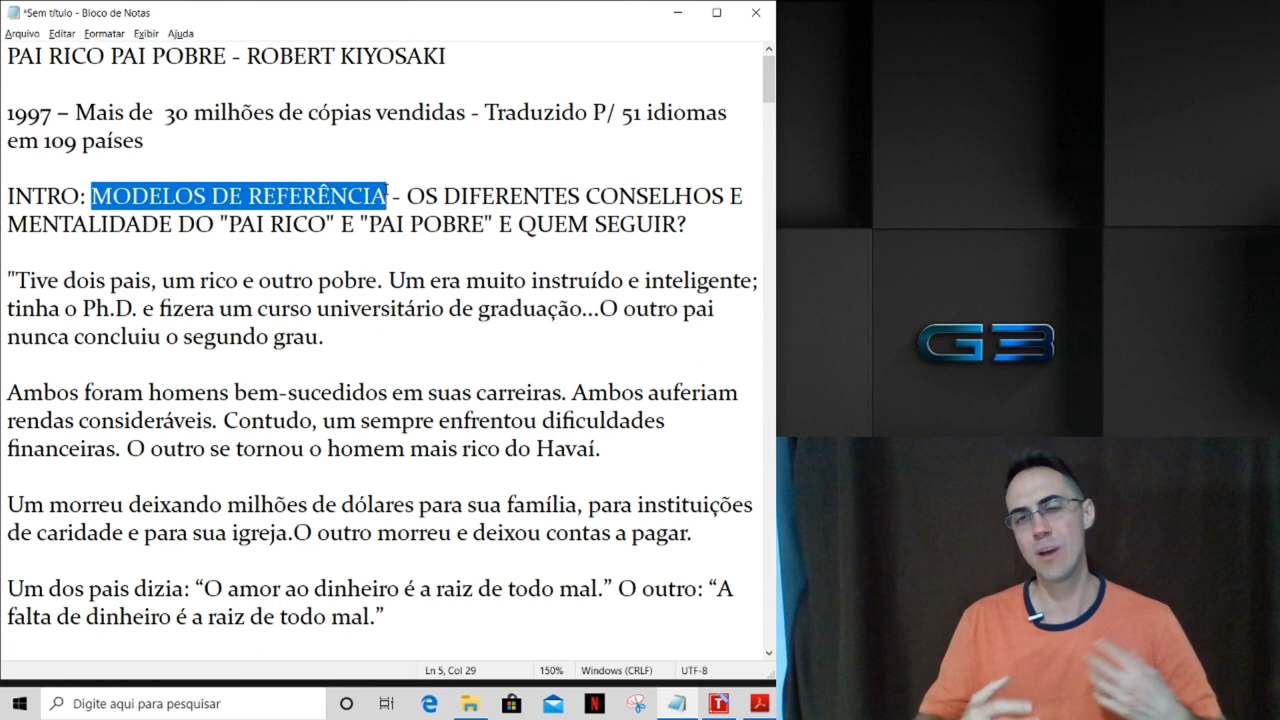 *Sem título - Bloco de Notas
Arquivo Editar Formatar Exibir Ajuda
PAI RICO PAI POBRE - ROBERT KIYOSAKI
1997 – Mais de  30 milhões de cópias vendidas - Traduzido P/ 51 idiomas
em 109 países
INTRO: MODELOS DE REFERÊNCIA - OS DIFERENTES CONSELHOS E
MENTALIDADE DO "PAI RICO" E "PAI POBRE" E QUEM SEGUIR?
"Tive dois pais, um rico e outro pobre. Um era muito instruído e inteligente;
tinha o Ph.D. e fizera um curso universitário de graduação...O outro pai
nunca concluiu o segundo grau.
Ambos foram homens bem-sucedidos em suas carreiras. Ambos auferiam
rendas consideráveis. Contudo, um sempre enfrentou dificuldades
financeiras. O outro se tornou o homem mais rico do Havaí.
Um morreu deixando milhões de dólares para sua família, para instituições
de caridade e para sua igreja.O outro morreu e deixou contas a pagar.
Um dos pais dizia: “O amor ao dinheiro é a raiz de todo mal.” O outro: “A
falta de dinheiro é a raiz de todo mal.”
Ln 5, Col 29 150% Windows (CRLF) UTF-8
Digite aqui para pesquisar
G3